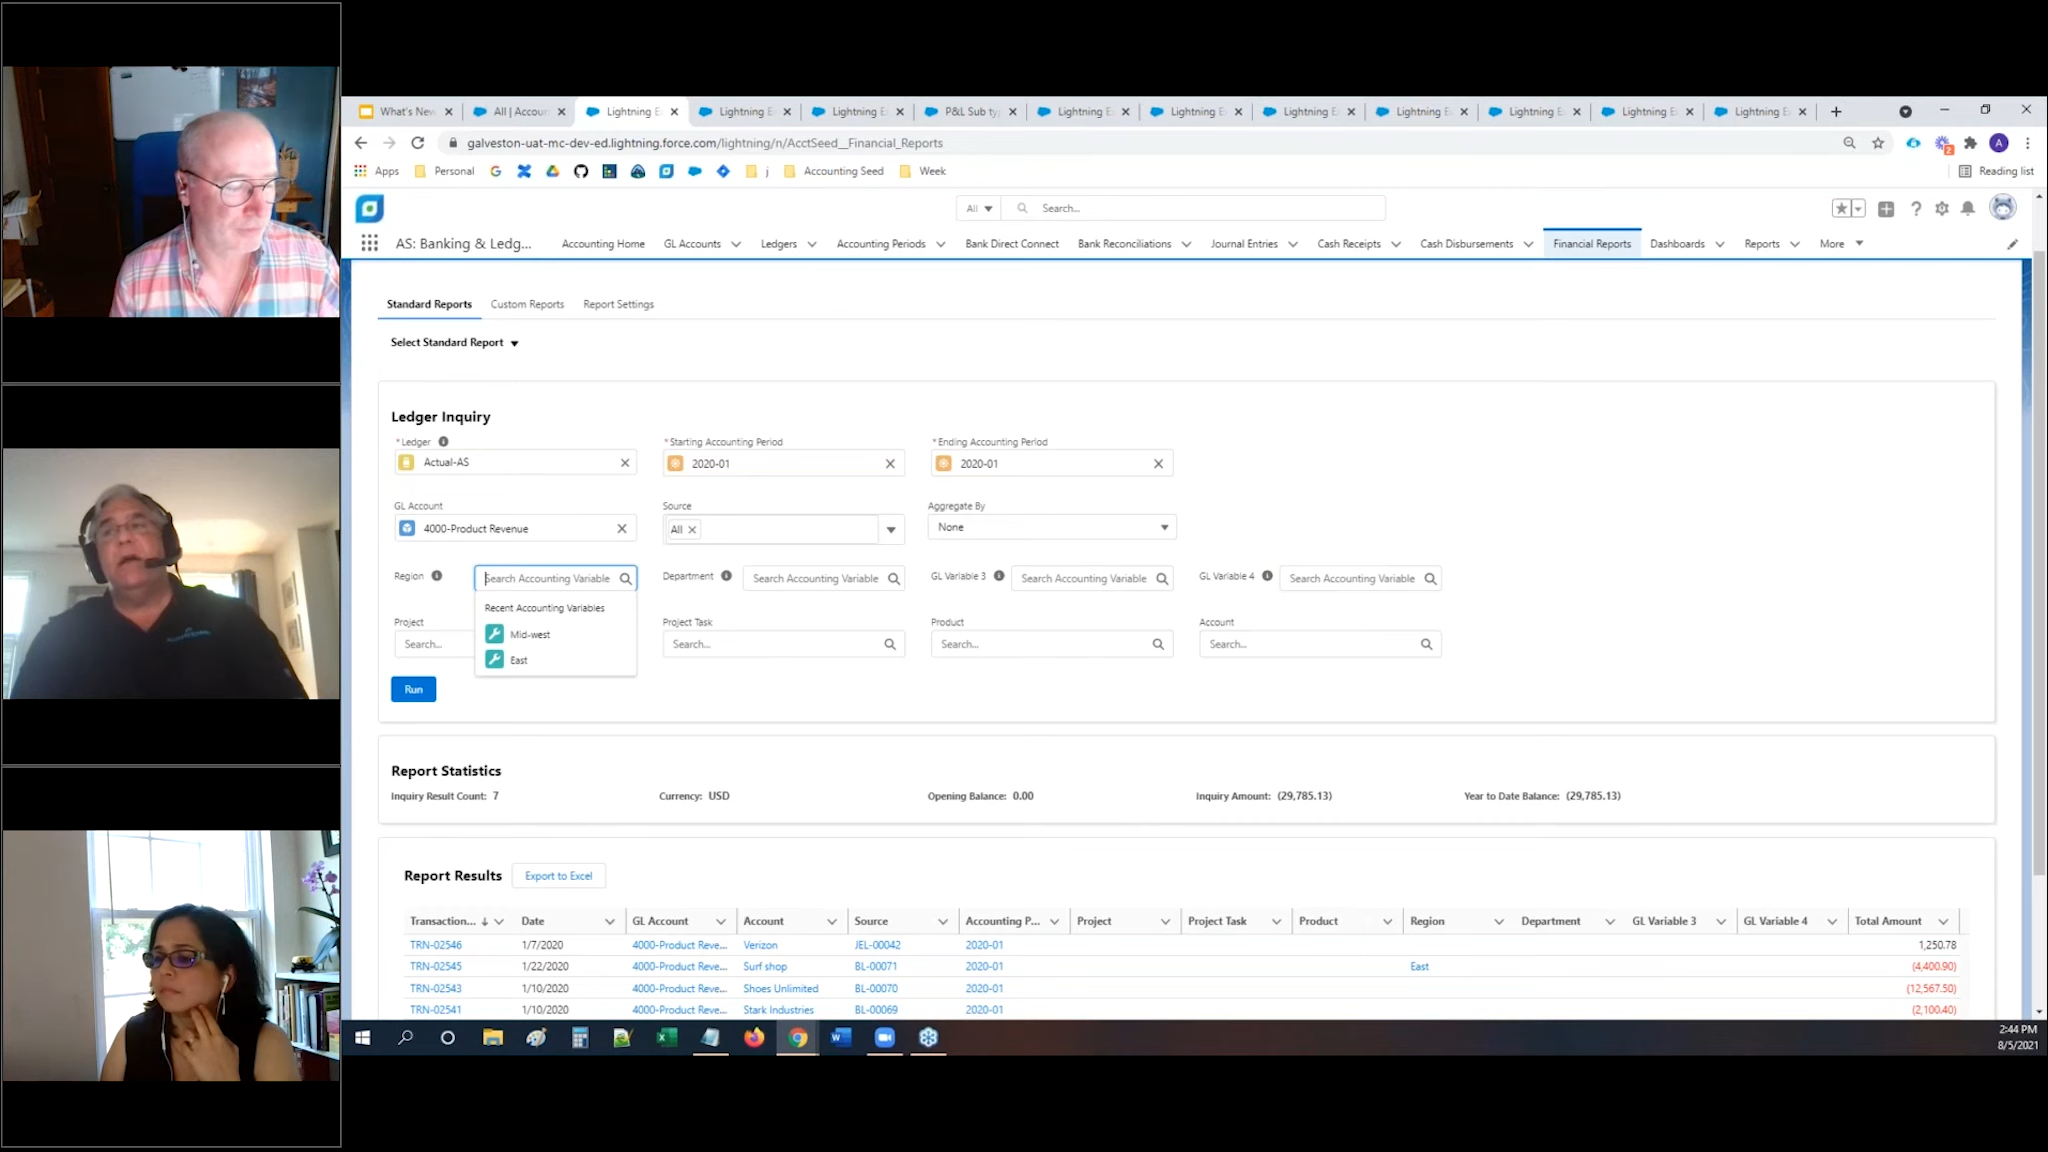 What's New
All | Accoun
Lightning E
Lightning E
Lightning E
P&L Sub ty
Lightning E
Lightning E
Lightning E
Lightning E
Lightning E
Lightning E
Lightning E
galveston-uat-mc-dev-ed.lightning.force.com/lightning/n/AcctSeed__Financial_Reports
2
A
Apps
Personal
j
Accounting Seed
Week
Reading list
All
Search...
AS: Banking & Ledg...
Accounting Home
GL Accounts
Ledgers
Accounting Periods
Bank Direct Connect
Bank Reconciliations
Journal Entries
Cash Receipts
Cash Disbursements
Financial Reports
Dashboards
Reports
More
Standard Reports
Custom Reports
Report Settings
Select Standard Report
Ledger Inquiry
*Ledger
*Starting Accounting Period
*Ending Accounting Period
Actual-AS
2020-01
2020-01
GL Account
Source
Aggregate By
4000-Product Revenue
All
None
Region
Search Accounting Variable
Department
Search Accounting Variable
GL Variable 3
Search Accounting Variable
GL Variable 4
Search Accounting Variable
Recent Accounting Variables
Mid-west
East
Project
Project Task
Product
Account
Search...
Search...
Search...
Search...
Run
Report Statistics
Inquiry Result Count: 7
Currency: USD
Opening Balance: 0.00
Inquiry Amount: (29,785.13)
Year to Date Balance: (29,785.13)
Report Results
Export to Excel
Transaction... Date GL Account Account Source Accounting P... Project Project Task Product Region Department GL Variable 3 GL Variable 4 Total Amount
TRN-02546 1/7/2020 4000-Product Reve... Verizon JEL-00042 2020-01 1,250.78
TRN-02545 1/22/2020 4000-Product Reve... Surf shop BL-00071 2020-01 East (4,400.90)
TRN-02543 1/10/2020 4000-Product Reve... Shoes Unlimited BL-00070 2020-01 (12,567.50)
TRN-02541 1/10/2020 4000-Product Reve... Stark Industries BL-00069 2020-01 (2,100.40)
2:44 PM
8/5/2021